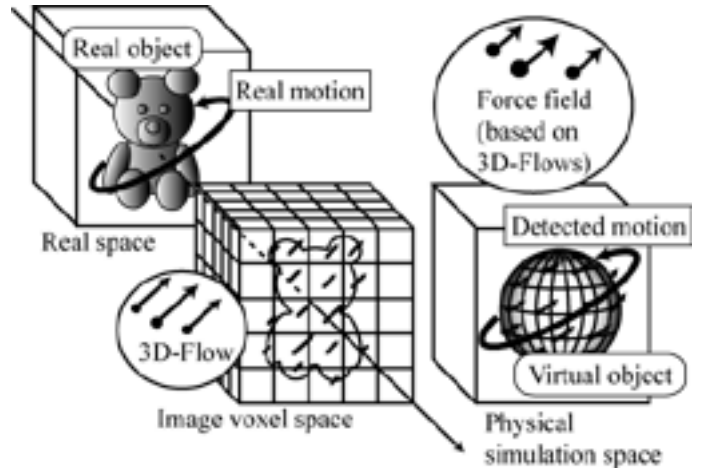 Real object
Real motion
Real space
3D-Flow
Image voxel space
Force field
(based on
3D-Flows)
Detected motion
Virtual object
Physical
simulation space